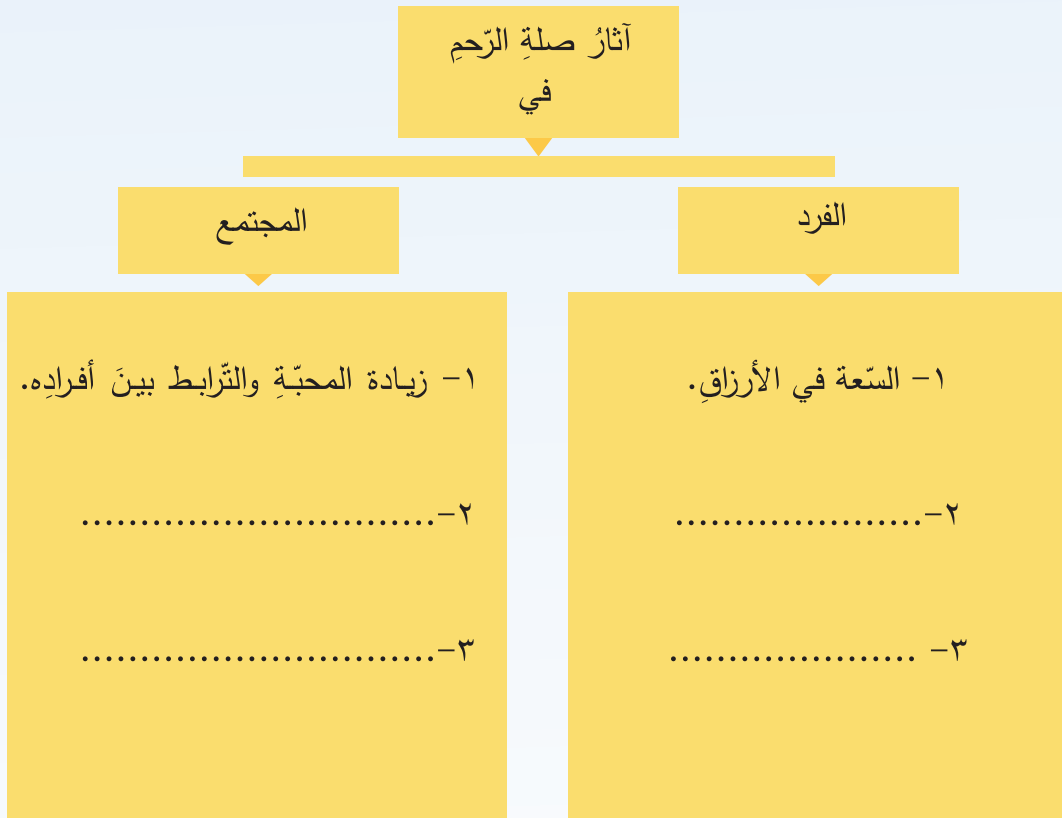 آثارُ صلةِ الرّحمِ
في
الفرد
المجتمع
١- السّعة في الأرزاقِ.
٢-.....................
٣- .....................
١- زيادة المحبّةِ والتّرابط بينَ أفرادِه.
٢-..............................
٣-..............................